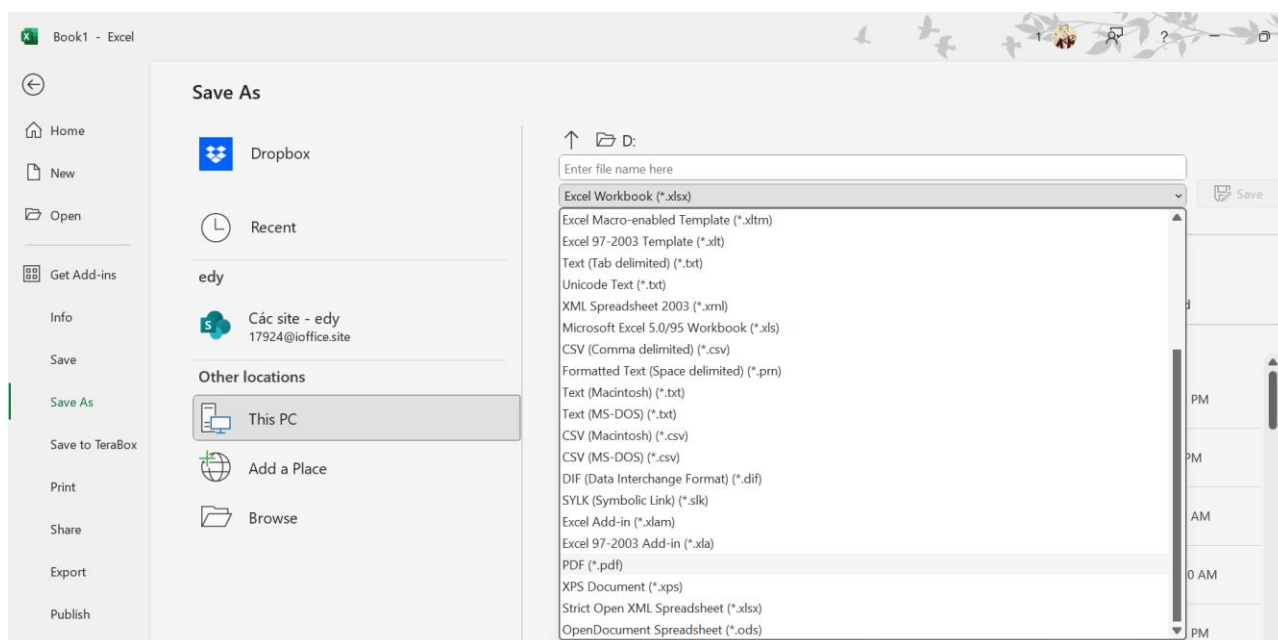 Book1 - Excel
1
?
Save As
Home
New
Open
Get Add-ins
Info
Save
Save As
Save to TeraBox
Print
Share
Export
Publish
Dropbox
Recent
edy
Các site - edy
17924@ioffice.site
Other locations
This PC
Add a Place
Browse
D:
Enter file name here
Excel Workbook (*.xlsx)
Save
Excel Macro-enabled Template (*.xltm)
Excel 97-2003 Template (*.xlt)
Text (Tab delimited) (*.txt)
Unicode Text (*.txt)
XML Spreadsheet 2003 (*.xml)
Microsoft Excel 5.0/95 Workbook (*.xls)
CSV (Comma delimited) (*.csv)
Formatted Text (Space delimited) (*.prn)
Text (Macintosh) (*.txt)
Text (MS-DOS) (*.txt)
CSV (Macintosh) (*.csv)
CSV (MS-DOS) (*.csv)
DIF (Data Interchange Format) (*.dif)
SYLK (Symbolic Link) (*.slk)
Excel Add-in (*.xlam)
Excel 97-2003 Add-in (*.xla)
PDF (*.pdf)
XPS Document (*.xps)
Strict Open XML Spreadsheet (*.xlsx)
OpenDocument Spreadsheet (*.ods)
PM
PM
AM
0 AM
PM